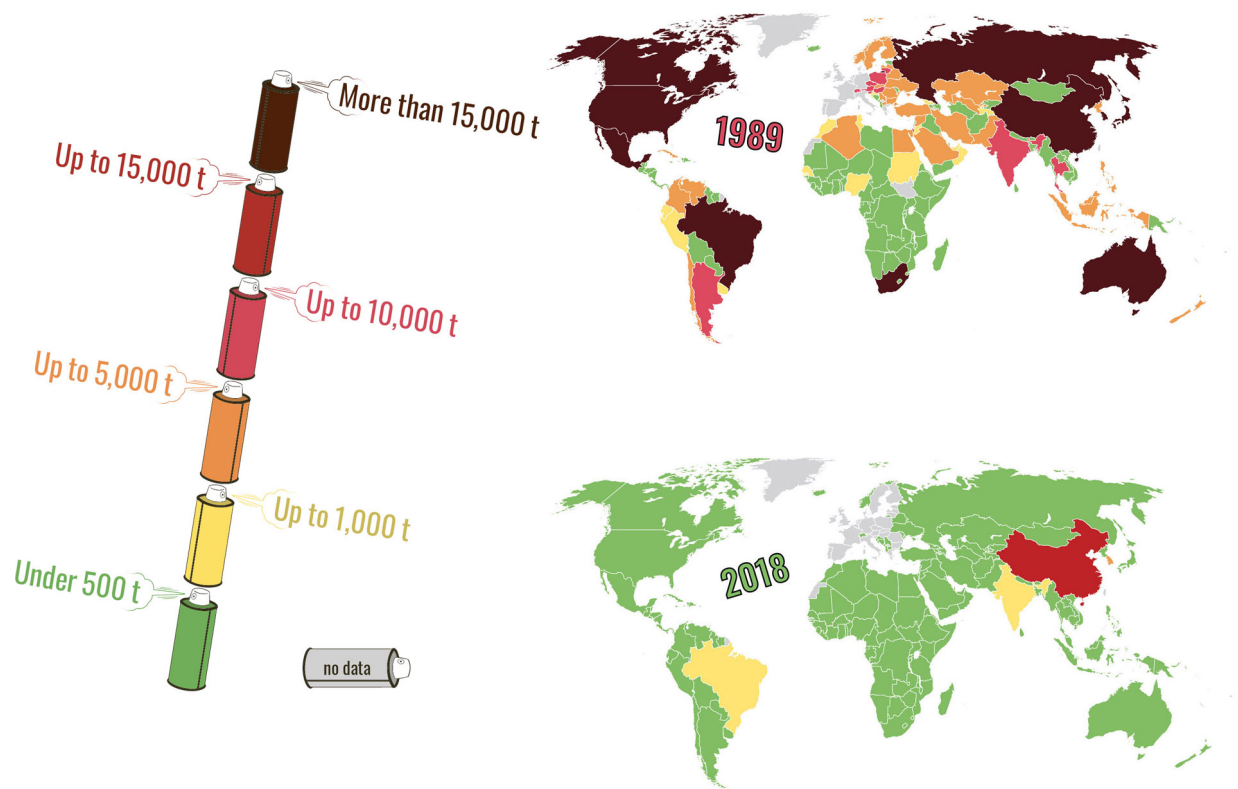 More than 15,000 t
Up to 15,000 t
Up to 10,000 t
Up to 5,000 t
Up to 1,000 t
Under 500 t
no data
1989
2018